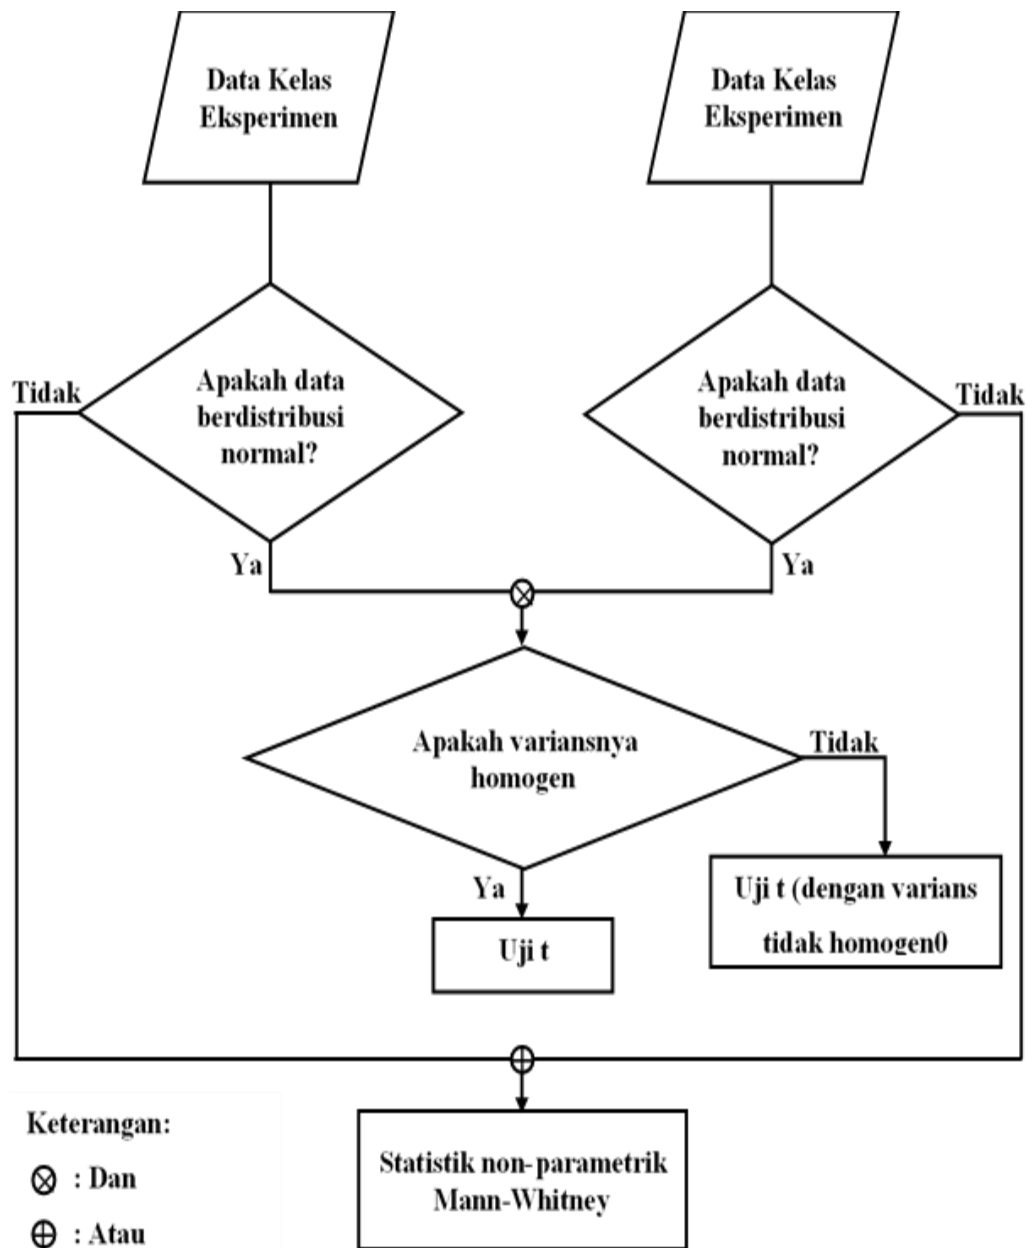 Data Kelas
Eksperimen
Data Kelas
Eksperimen
Apakah data
berdistribusi
normal?
Tidak
Ya
Apakah data
berdistribusi
normal?
Tidak
Ya
Apakah variansnya
homogen
Tidak
Ya
Uji t (dengan varians
tidak homogen0
Uji t
Keterangan:
: Dan
: Atau
Statistik non-parametrik
Mann-Whitney